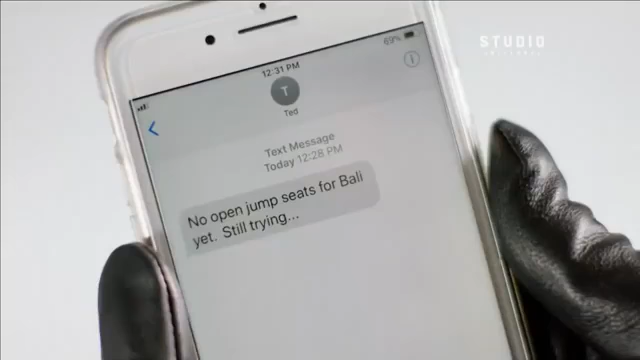 STUDIO
UNIVERSAL
12:31 PM
69%
T
Ted
Text Message
Today 12:28 PM
No open jump seats for Bali
yet. Still trying...